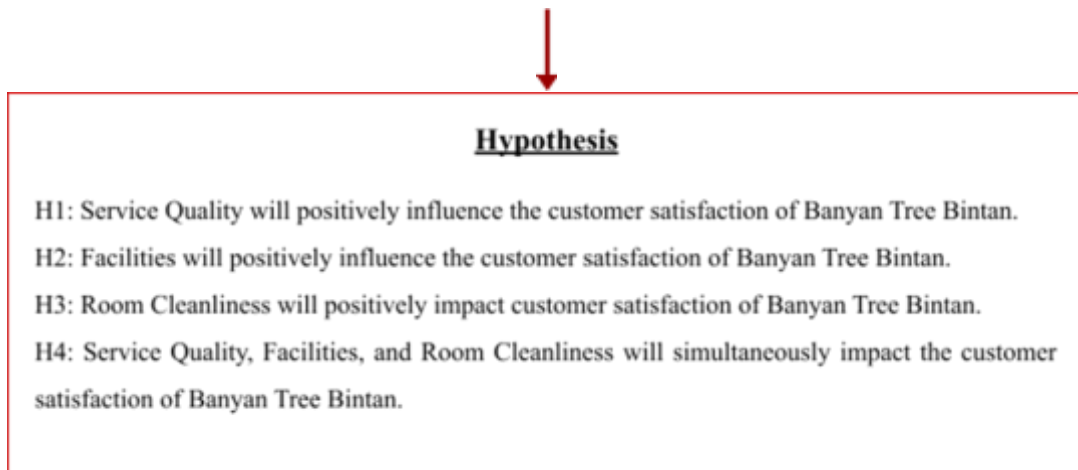 Hypothesis
H1: Service Quality will positively influence the customer satisfaction of Banyan Tree Bintan.
H2: Facilities will positively influence the customer satisfaction of Banyan Tree Bintan.
H3: Room Cleanliness will positively impact customer satisfaction of Banyan Tree Bintan.
H4: Service Quality, Facilities, and Room Cleanliness will simultaneously impact the customer
satisfaction of Banyan Tree Bintan.